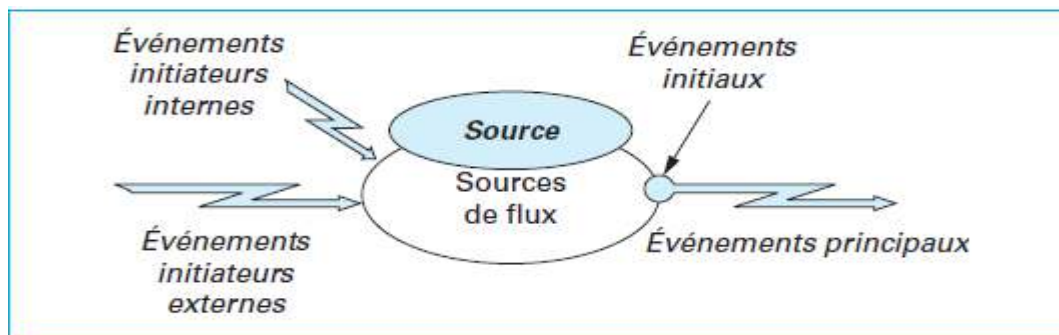 Événements
initiateurs
internes
Événements
initiaux
Source
Sources
de flux
Événements
initiateurs
externes
Événements principaux